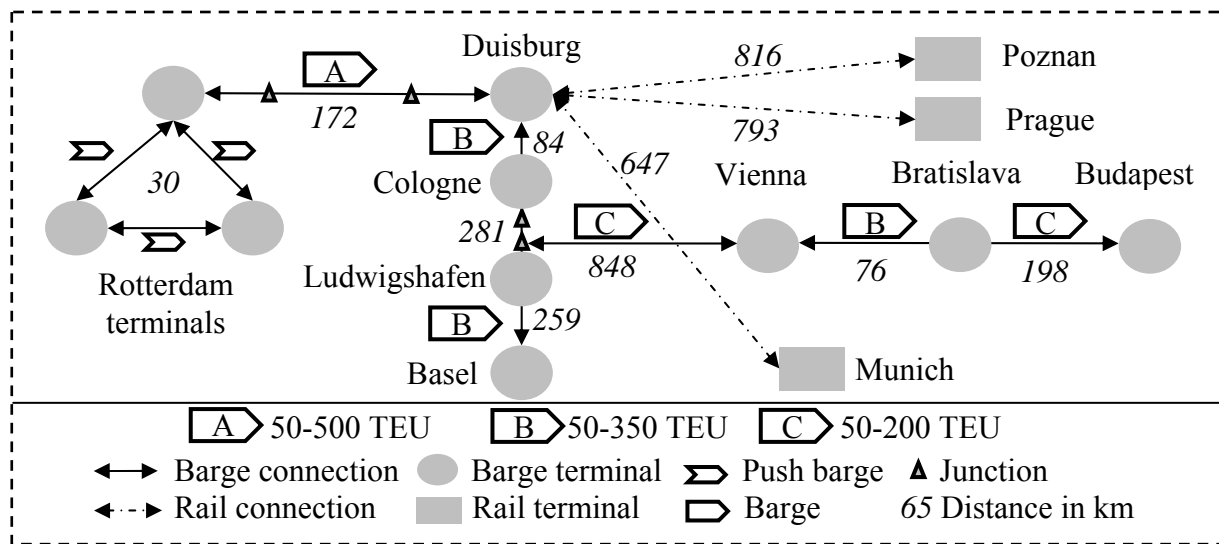 Duisburg
A
172
816
Poznan
793
Prague
B
84
647
30
Cologne
Vienna
Bratislava
Budapest
281
C
848
B
76
C
198
Rotterdam
terminals
Ludwigshafen
B
259
Basel
Munich
A 50-500 TEU
B 50-350 TEU
C 50-200 TEU
Barge connection
Barge terminal
Push barge
Junction
Rail connection
Rail terminal
Barge
65 Distance in km